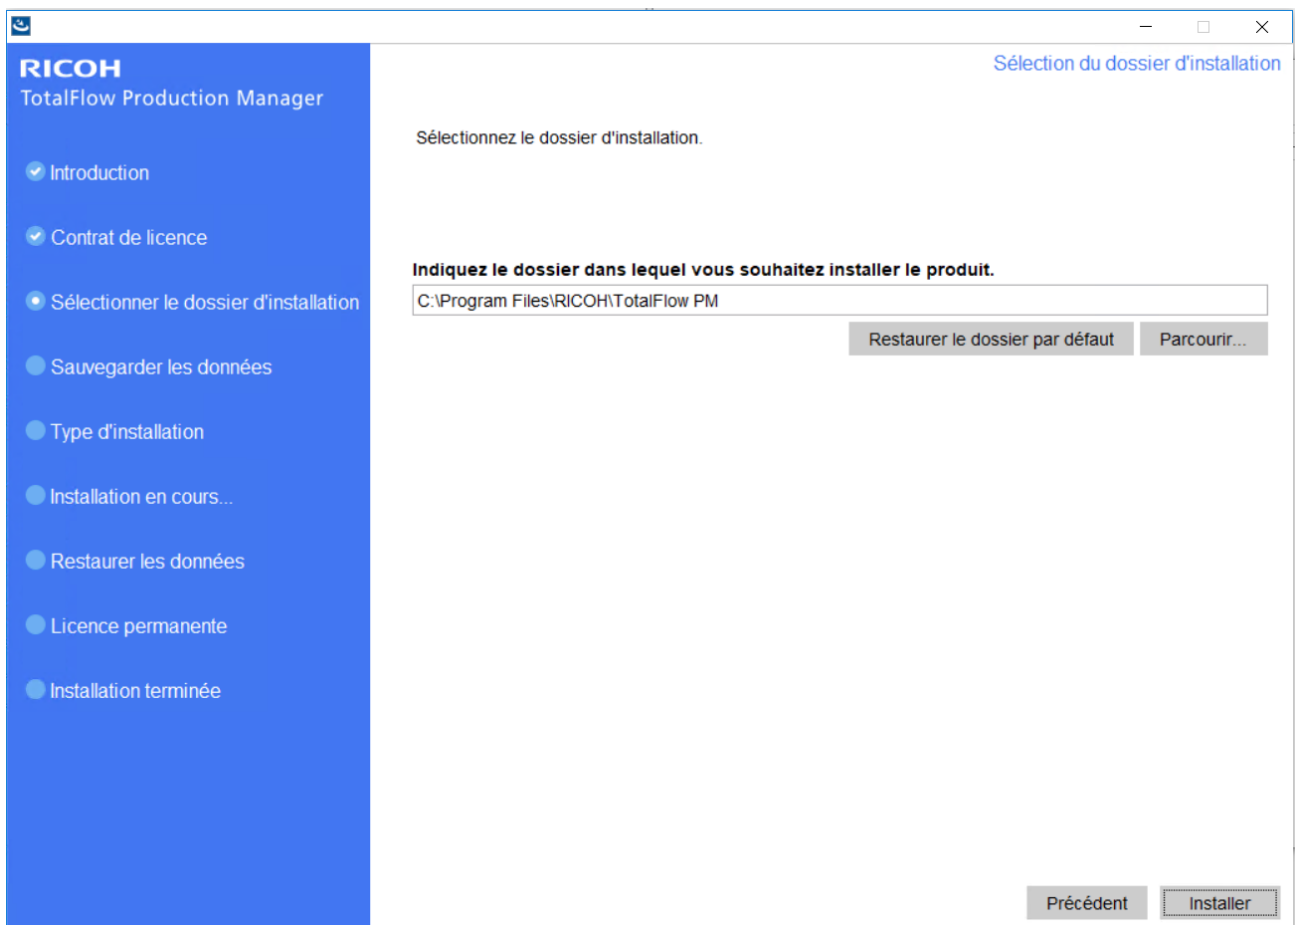 RICOH
TotalFlow Production Manager
Introduction
Contrat de licence
Sélectionner le dossier d'installation
Sauvegarder les données
Type d'installation
Installation en cours...
Restaurer les données
Licence permanente
Installation terminée
Sélection du dossier d'installation
Sélectionnez le dossier d'installation.
Indiquez le dossier dans lequel vous souhaitez installer le produit.
C:\Program Files\RICOH\TotalFlow PM
Restaurer le dossier par défaut
Parcourir...
Précédent
Installer